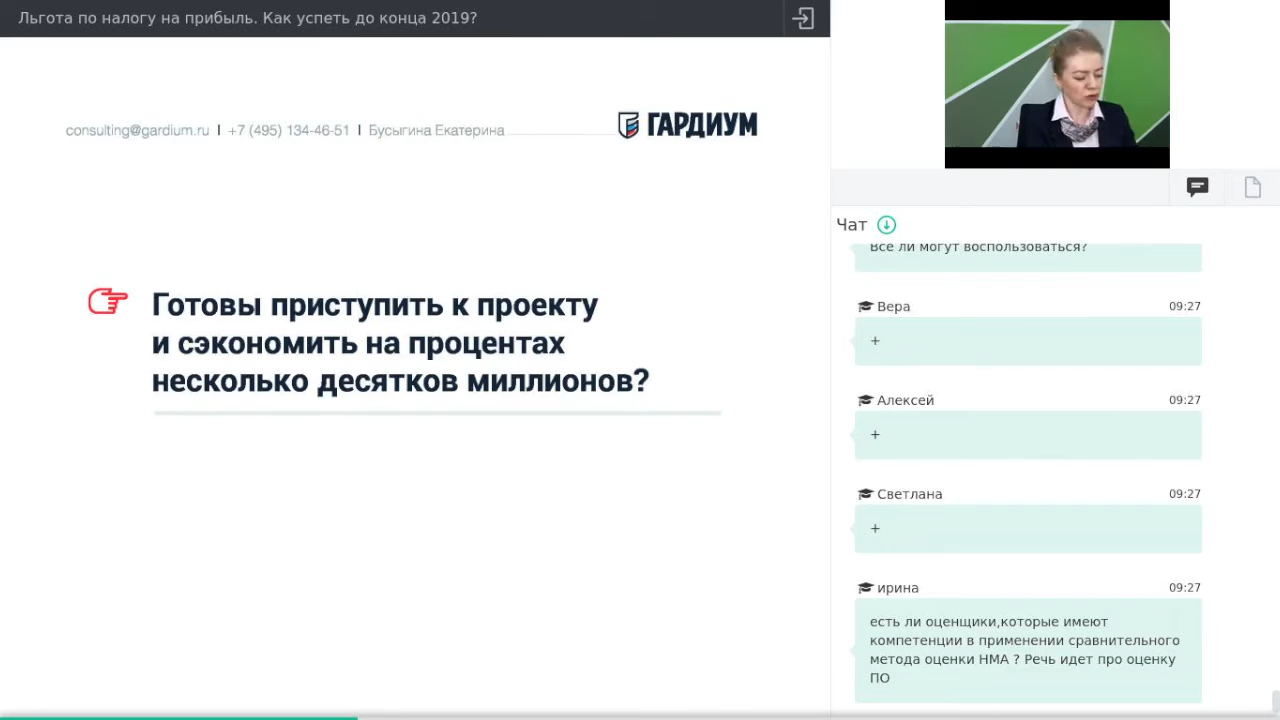 Льгота по налогу на прибыль. Как успеть до конца 2019?
consulting@gardium.ru | +7 (495) 134-46-51 | Бусыгина Екатерина
ГАРДИУМ
Готовы приступить к проекту
и сэкономить на процентах
несколько десятков миллионов?
Чат
Все ли могут воспользоваться?
Вера 09:27
+
Алексей 09:27
+
Светлана 09:27
+
ирина 09:27
есть ли оценщики,которые имеют
компетенции в применении сравнительного
метода оценки НМА ? Речь идет про оценку
ПО